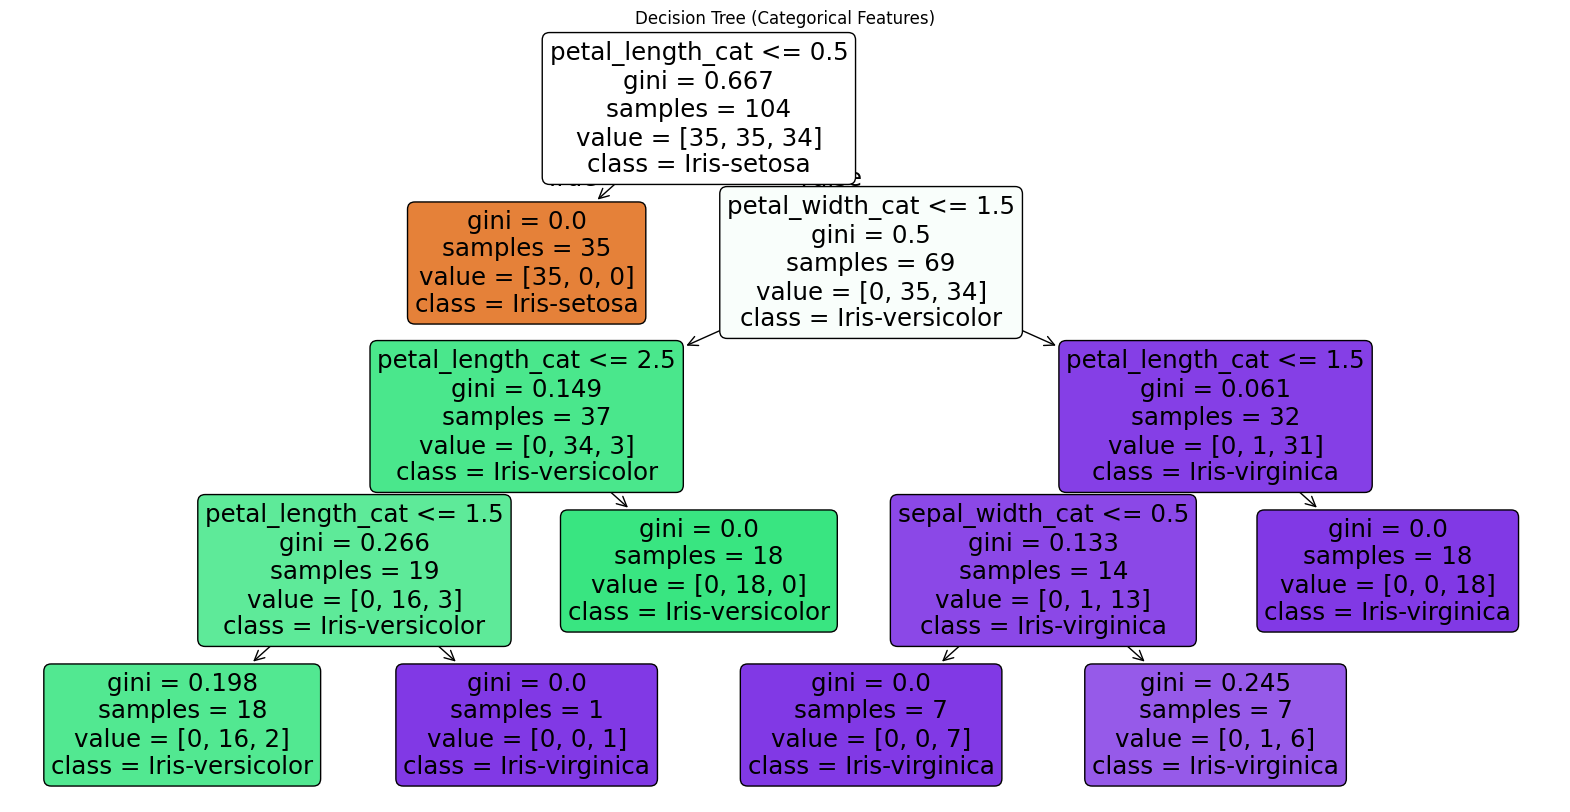 Decision Tree (Categorical Features)
petal_length_cat <= 0.5
gini = 0.667
samples = 104
value = [35, 35, 34]
class = Iris-setosa
gini = 0.0
samples = 35
value = [35, 0, 0]
class = Iris-setosa
petal_width_cat <= 1.5
gini = 0.5
samples = 69
value = [0, 35, 34]
class = Iris-versicolor
petal_length_cat <= 2.5
gini = 0.149
samples = 37
value = [0, 34, 3]
class = Iris-versicolor
petal_length_cat <= 1.5
gini = 0.061
samples = 32
value = [0, 1, 31]
class = Iris-virginica
petal_length_cat <= 1.5
gini = 0.266
samples = 19
value = [0, 16, 3]
class = Iris-versicolor
gini = 0.0
samples = 18
value = [0, 18, 0]
class = Iris-versicolor
sepal_width_cat <= 0.5
gini = 0.133
samples = 14
value = [0, 1, 13]
class = Iris-virginica
gini = 0.0
samples = 18
value = [0, 0, 18]
class = Iris-virginica
gini = 0.198
samples = 18
value = [0, 16, 2]
class = Iris-versicolor
gini = 0.0
samples = 1
value = [0, 0, 1]
class = Iris-virginica
gini = 0.0
samples = 7
value = [0, 0, 7]
class = Iris-virginica
gini = 0.245
samples = 7
value = [0, 1, 6]
class = Iris-virginica